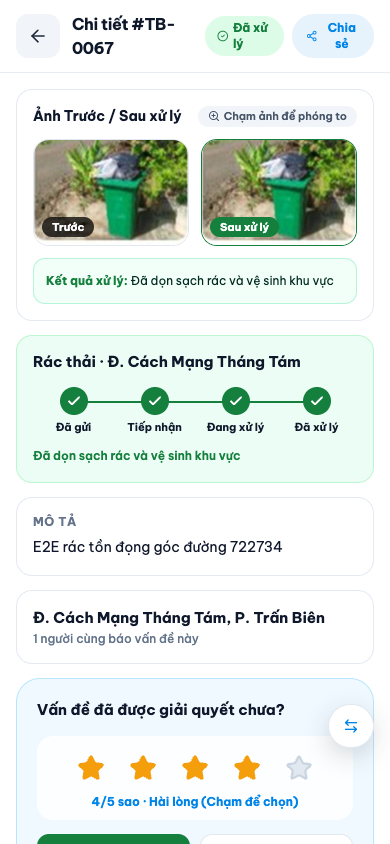 Chi tiết #TB-
0067
Đã xử
lý
Chia
sẻ
Ảnh Trước / Sau xử lý
Chạm ảnh để phóng to
Trước
Sau xử lý
Kết quả xử lý: Đã dọn sạch rác và vệ sinh khu vực
Rác thải · Đ. Cách Mạng Tháng Tám
Đã gửi
Tiếp nhận
Đang xử lý
Đã xử lý
Đã dọn sạch rác và vệ sinh khu vực
MÔ TẢ
E2E rác tồn đọng góc đường 722734
Đ. Cách Mạng Tháng Tám, P. Trấn Biên
1 người cùng báo vấn đề này
Vấn đề đã được giải quyết chưa?
4/5 sao · Hài lòng (Chạm để chọn)